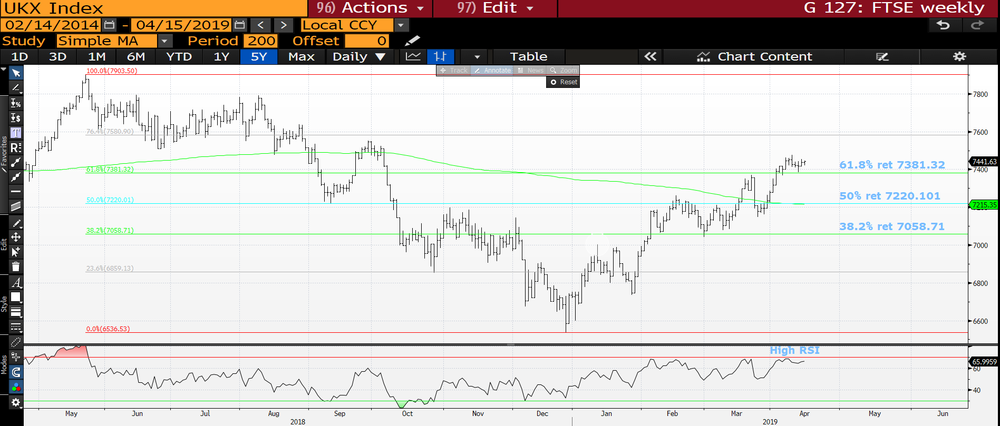 UKX Index 96) Actions 97) Edit G 127: FTSE weekly
02/14/2014 - 04/15/2019 < > Local CCY
Study Simple MA Period 200 Offset 0
1D 3D 1M 6M YTD 1Y 5Y Max Daily ▼ Table « Chart Content
Track Annotate News Zoom
Reset
100.0%(7903.50)
7800
76.4%(7580.90)
7600
61.8% ret 7381.32
7441.63
61.8%(7381.32)
7400
50.0%(7220.01)
50% ret 7220.101
7215.35
7200
38.2%(7058.71)
38.2% ret 7058.71
7000
23.6%(6859.13)
6800
6600
0.0%(6536.53)
High RSI
65.9959
60
40
May Jun Jul Aug Sep Oct Nov Dec Jan Feb Mar Apr May Jun
2018 2019
Favorites
Edit
Style
Modes
%
$
T
R
A